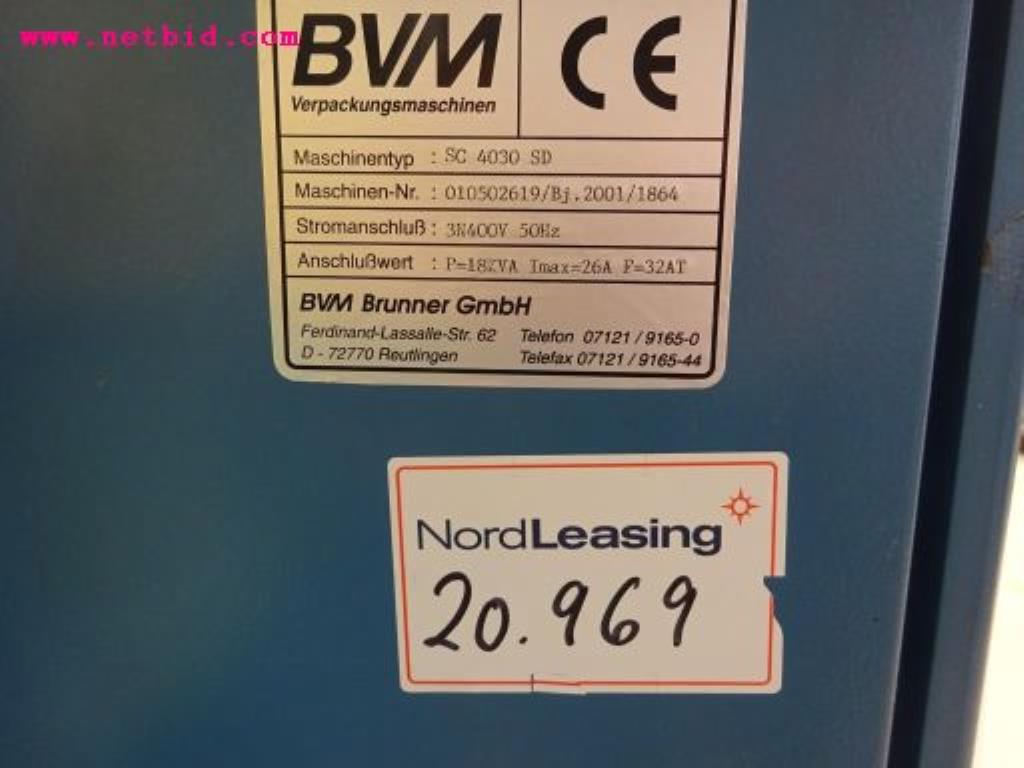 www.netbid.com
BVM
Verpackungsmaschinen
CE
Maschinentyp : SC 4030 SD
Maschinen-Nr. : 010502619/Bj.2001/1864
Stromanschluß : 3N400V 50Hz
Anschlußwert : P=18KVA Imax=26A F=32AT
BVM Brunner GmbH
Ferdinand-Lassalle-Str. 62 Telefon 07121 / 9165-0
D - 72770 Reutlingen Telefax 07121 / 9165-44
NordLeasing
20.969